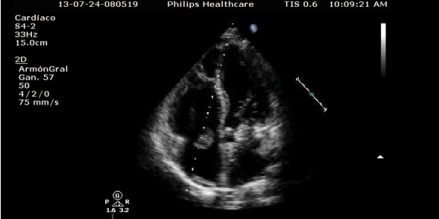 13-07-24-080519 Philips Healthcare TIS 0.6 10:09:21 AM
Cardíaco
S4-2
33Hz
15.0cm
2D
ArmónGral
Gan. 57
50
4/2/0
75 mm/s
G
P R
1.6 3.2